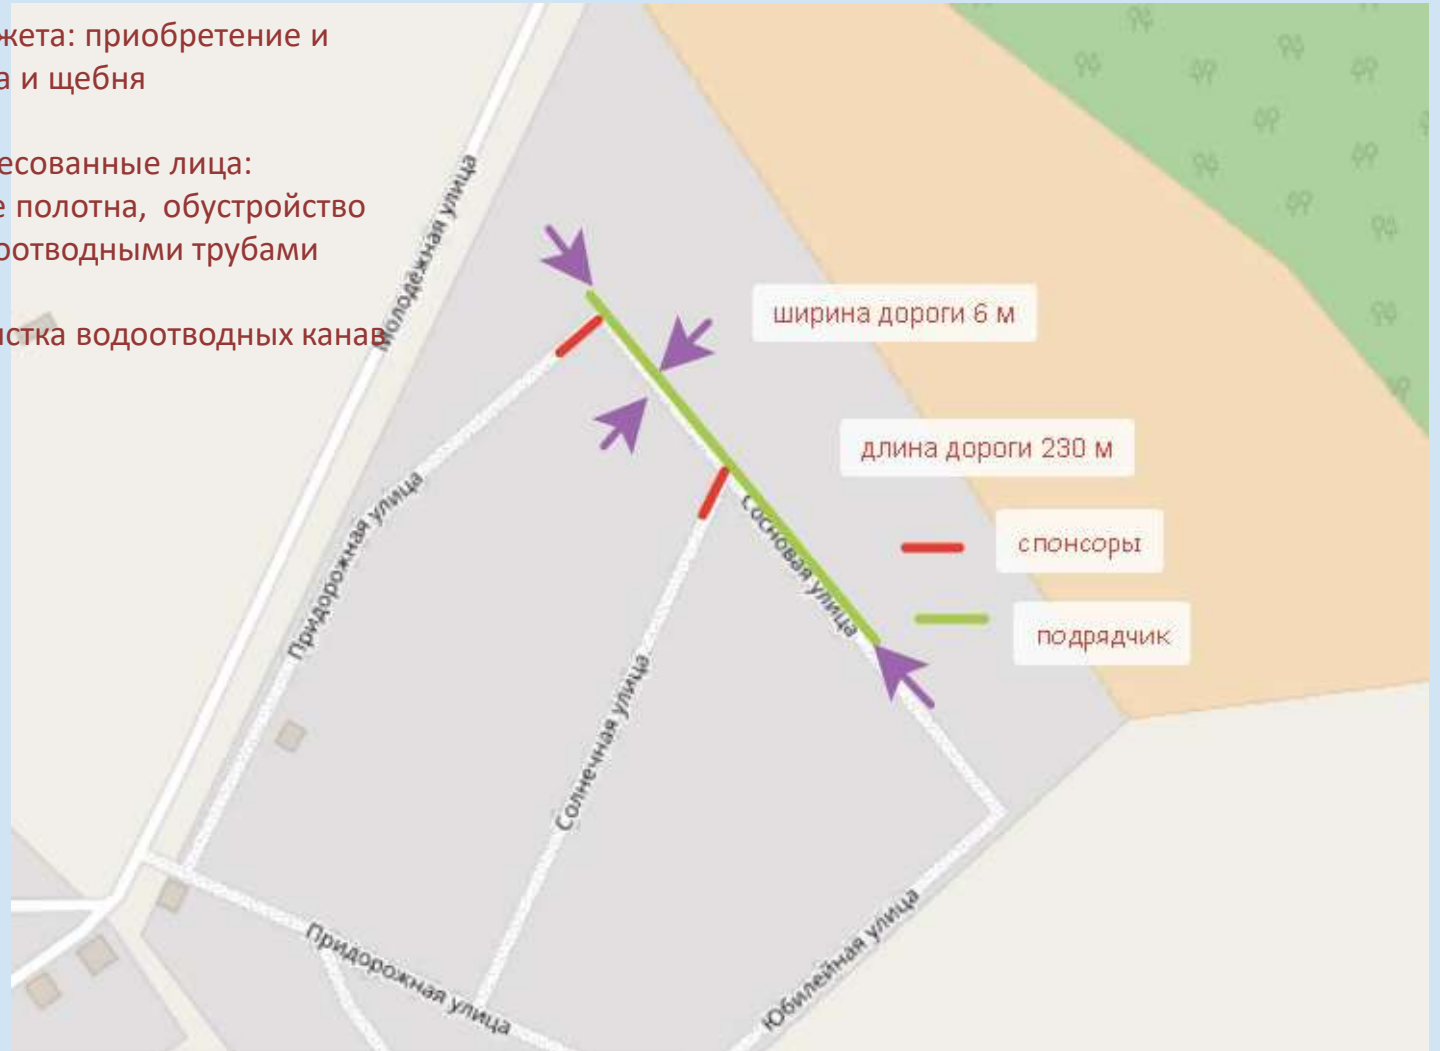 жета: приобретение и
а и щебня
есованные лица:
е полотна, обустройство
оотводными трубами
истка водоотводных канав
Молодёжная улица
ширина дороги 6 м
длина дороги 230 м
Придорожная улица
Сосновая улица
спонсоры
подрядчик
Солнечная улица
Придорожная улица
Юбилейная улица